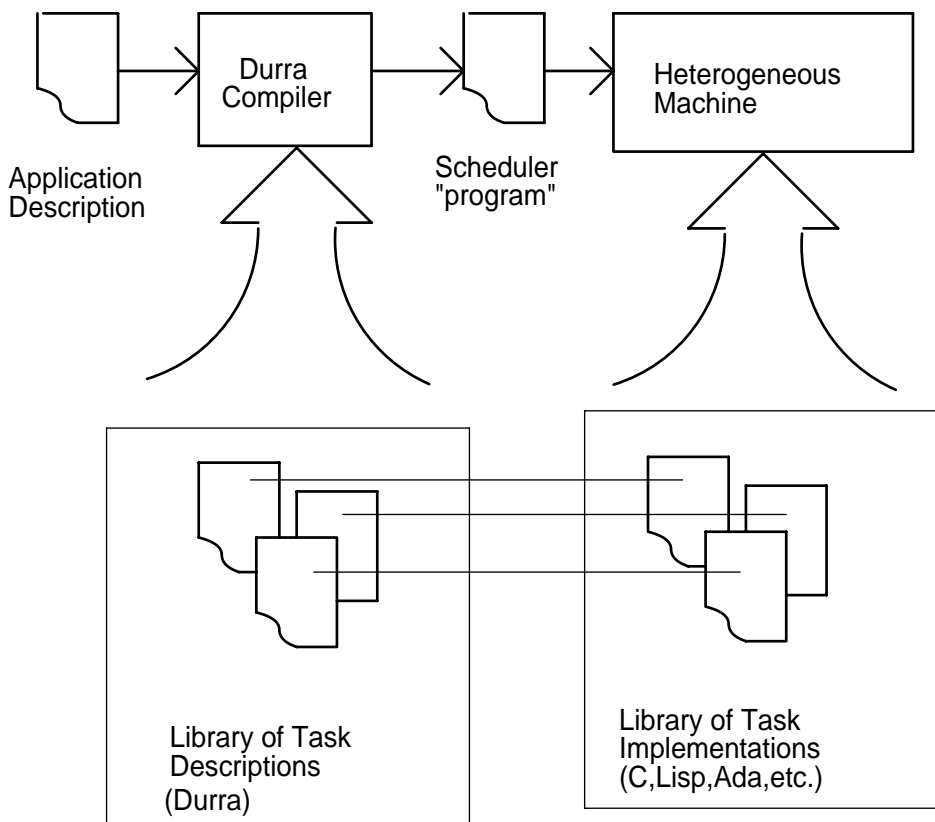 Durra
Compiler
Heterogeneous
Machine
Application
Description
Scheduler
"program"
Library of Task
Descriptions
(Durra)
Library of Task
Implementations
(C,Lisp,Ada,etc.)